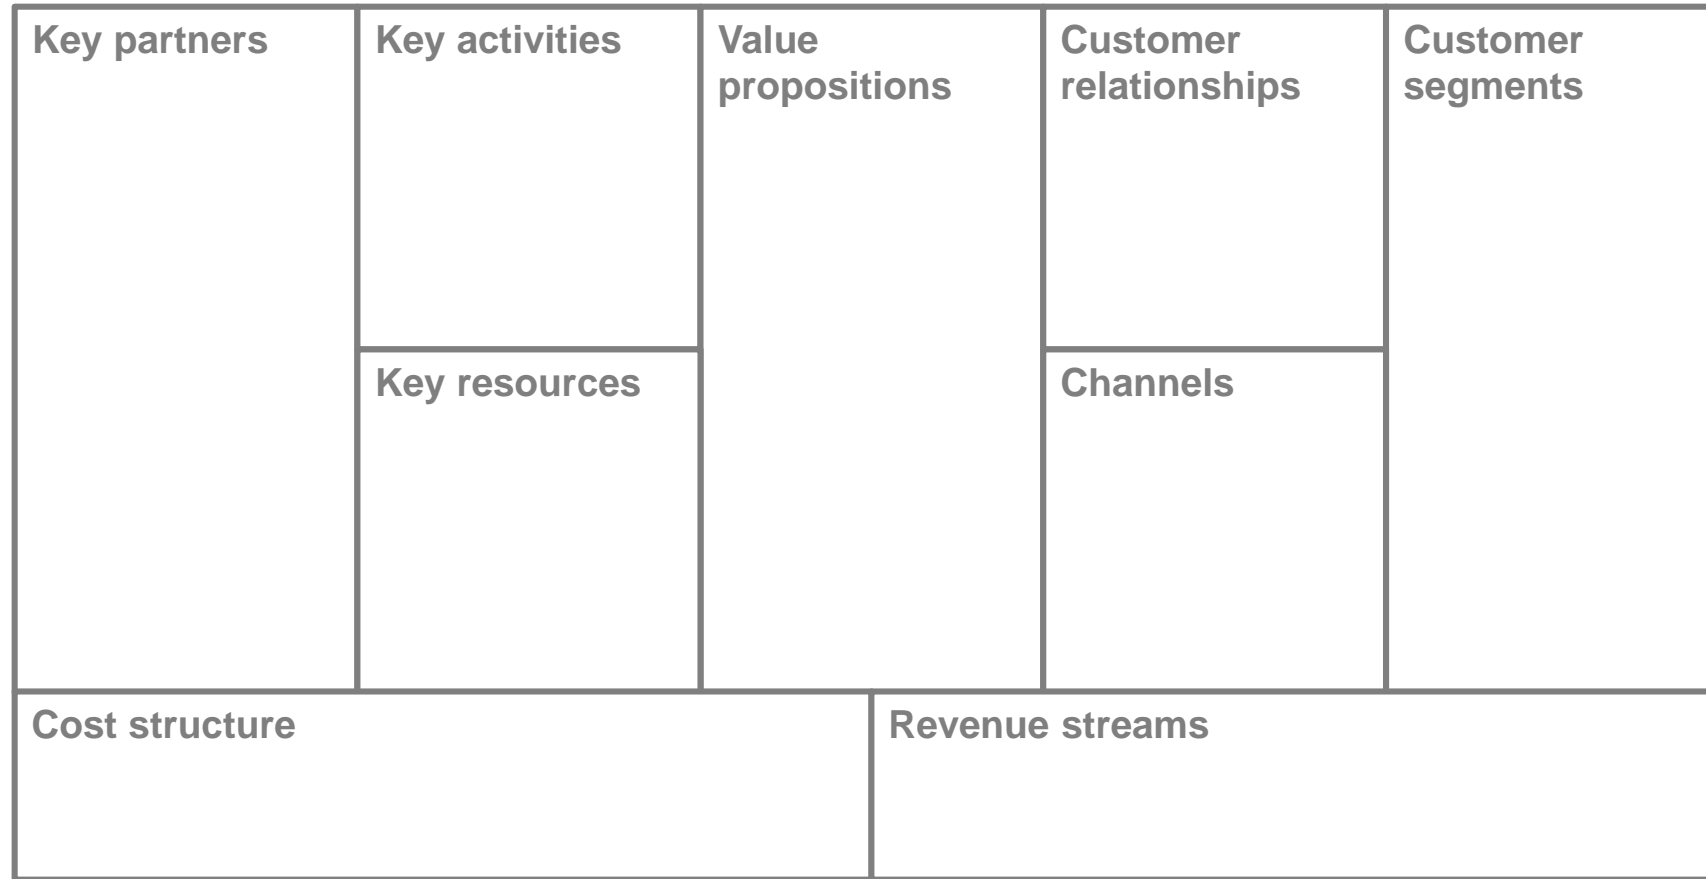 Key partners
Key activities
Value
propositions
Customer
relationships
Customer
segments
Key resources
Channels
Cost structure
Revenue streams